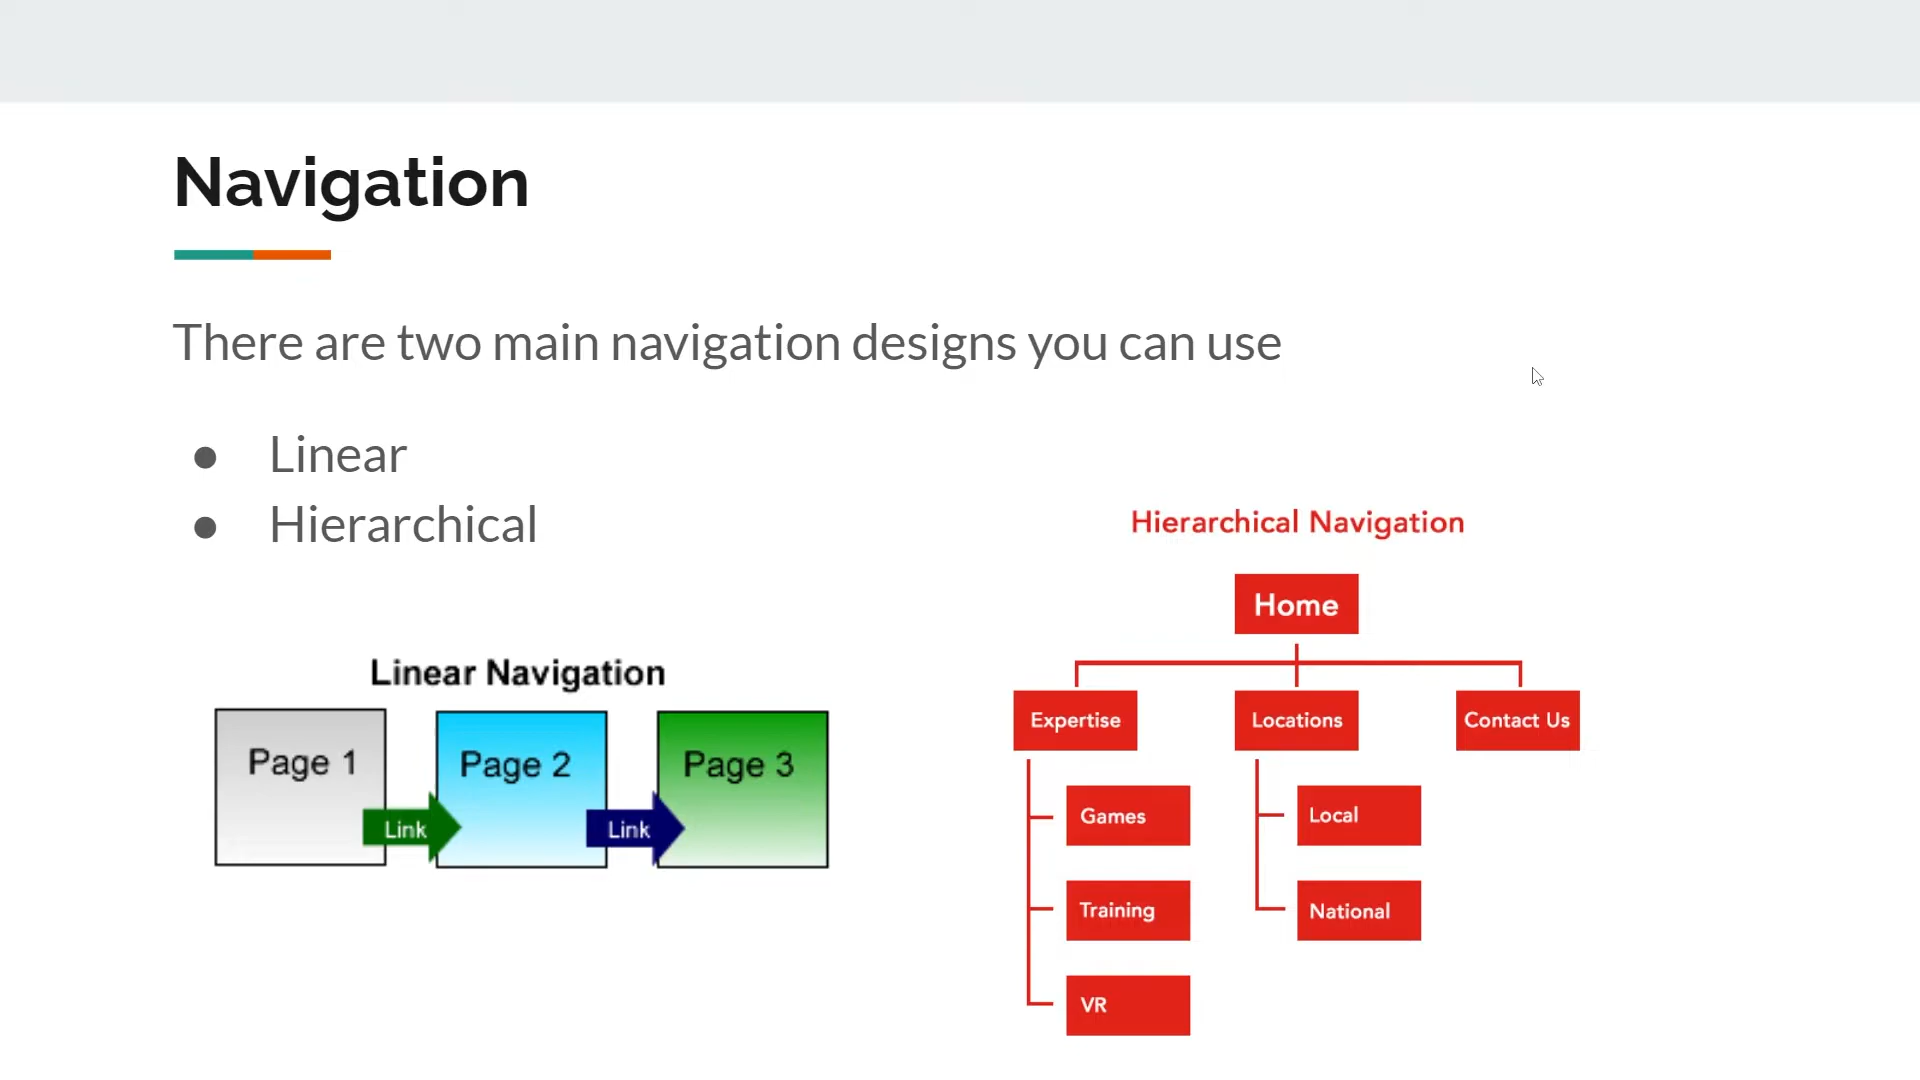 Navigation
There are two main navigation designs you can use
● Linear
● Hierarchical
Linear Navigation
Page 1
Page 2
Page 3
Link
Link
Hierarchical Navigation
Home
Expertise
Locations
Contact Us
Games
Local
Training
National
VR